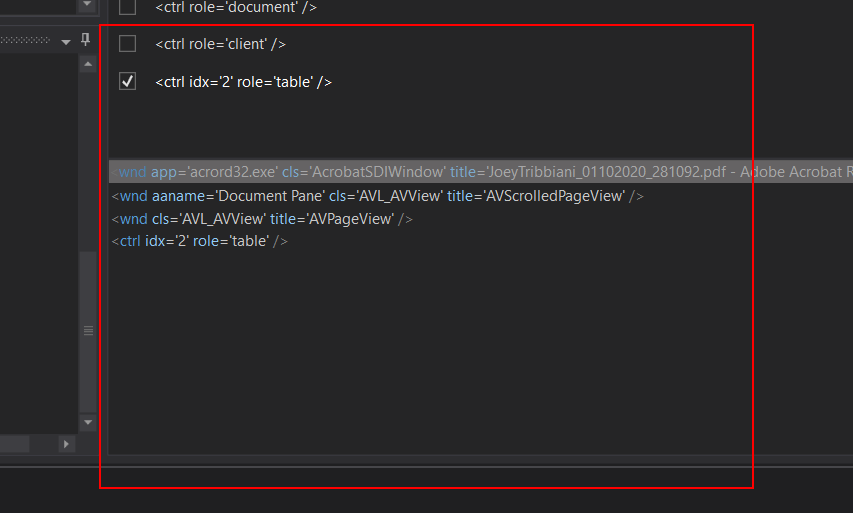 <ctrl role='document' />
<ctrl role='client' />
<ctrl idx='2' role='table' />
<wnd app='acrord32.exe' cls='AcrobatSDIWindow' title='JoeyTribbiani_01102020_281092.pdf - Adobe Acrobat R
<wnd aaname='Document Pane' cls='AVL_AVView' title='AVScrolledPageView' />
<wnd cls='AVL_AVView' title='AVPageView' />
<ctrl idx='2' role='table' />